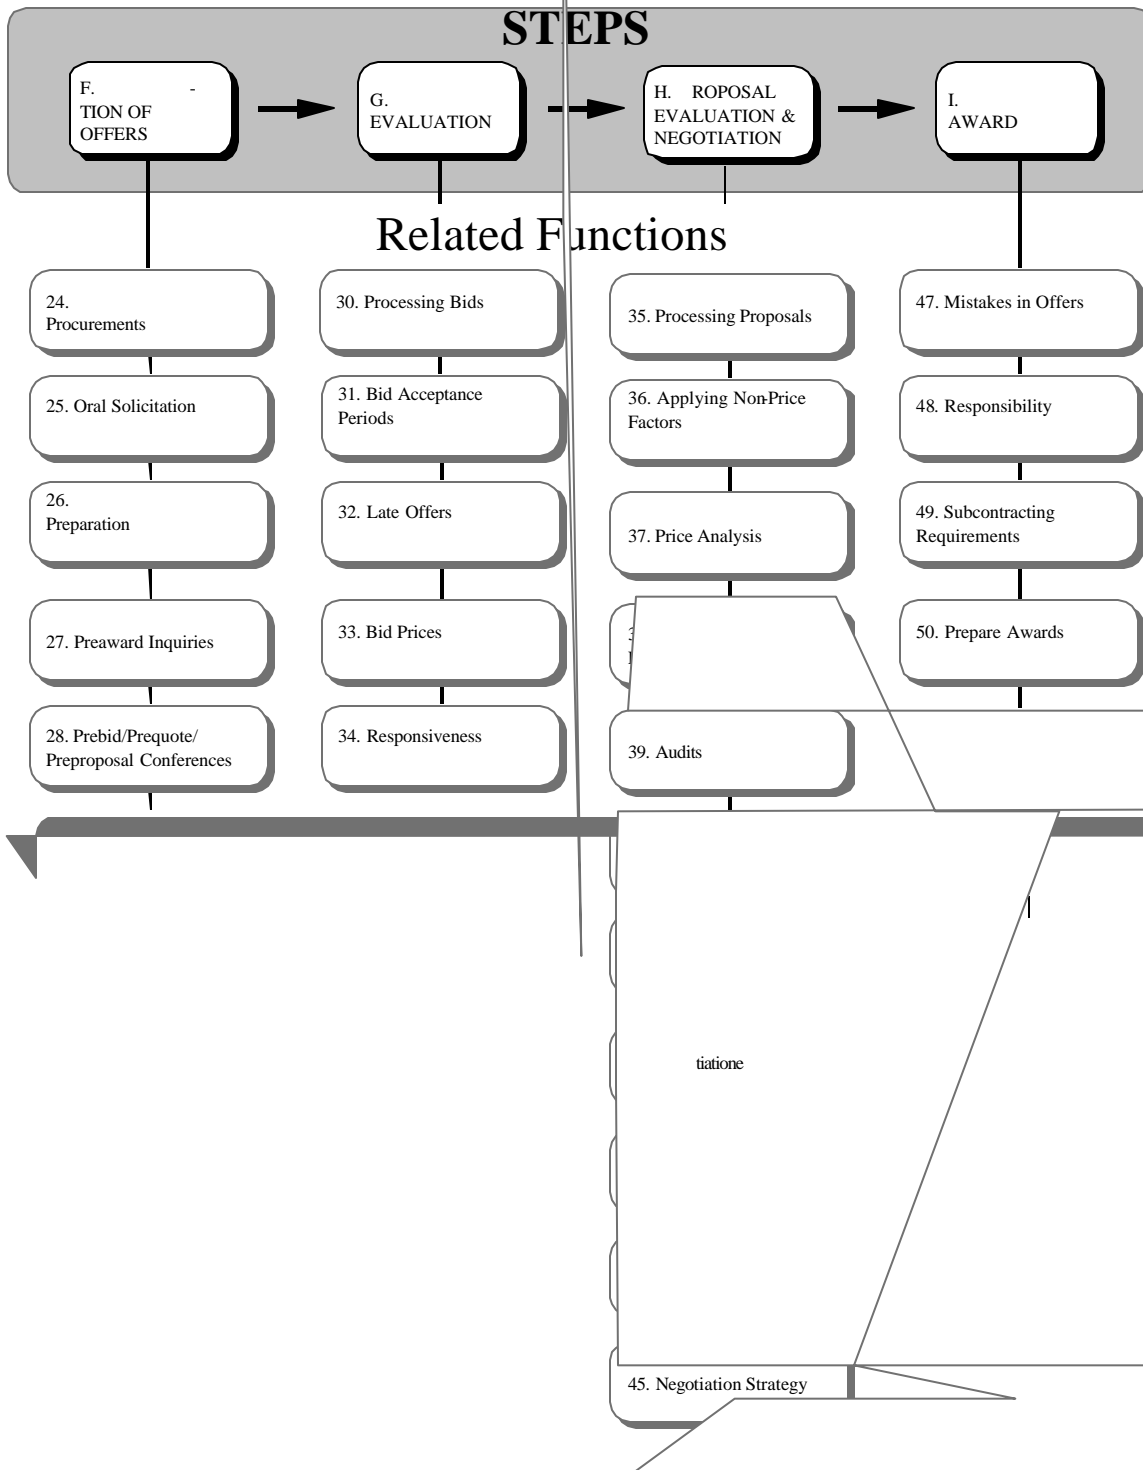 STEPS
F. -
TION OF
OFFERS
G.
EVALUATION
H. ROPOSAL
EVALUATION &
NEGOTIATION
I.
AWARD
Related Functions
24.
Procurements
25. Oral Solicitation
26.
Preparation
27. Preaward Inquiries
28. Prebid/Prequote/
Preproposal Conferences
30. Processing Bids
31. Bid Acceptance
Periods
32. Late Offers
33. Bid Prices
34. Responsiveness
35. Processing Proposals
36. Applying Non-Price
Factors
37. Price Analysis
39. Audits
tiatione
45. Negotiation Strategy
47. Mistakes in Offers
48. Responsibility
49. Subcontracting
Requirements
50. Prepare Awards